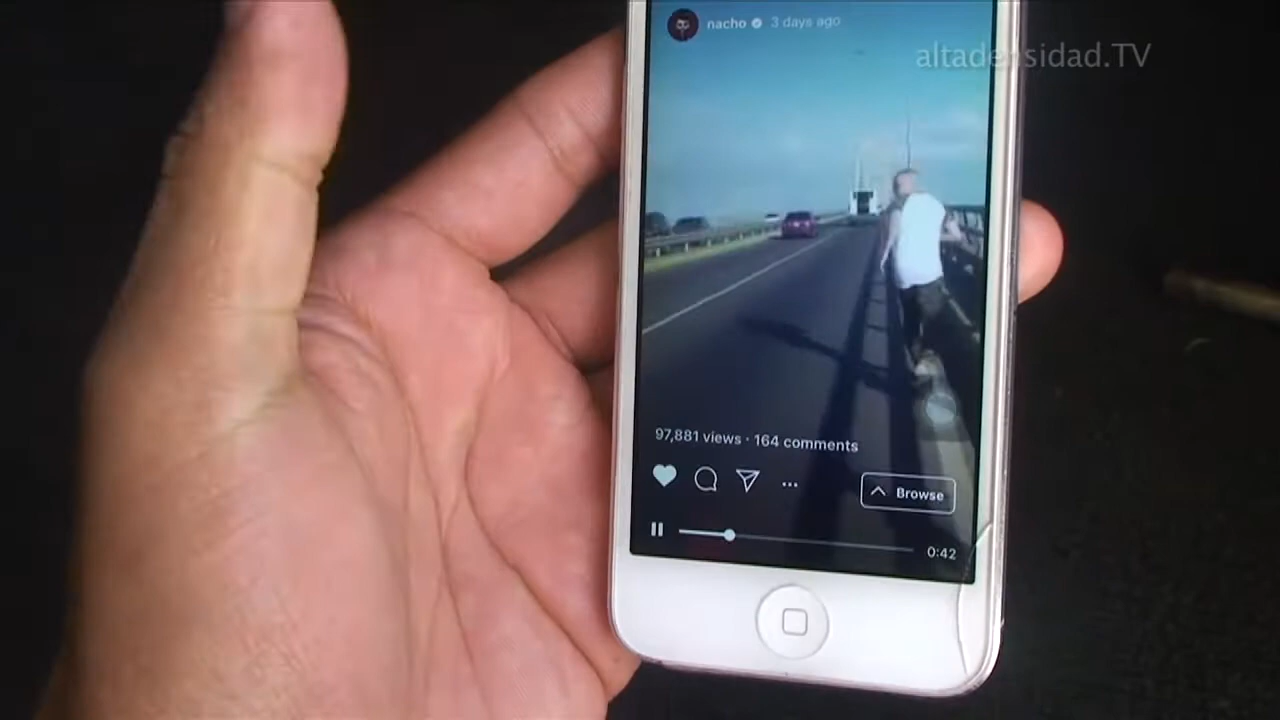 nacho 3 days ago
altadensidad.TV
97,881 views · 164 comments
Browse
0:42